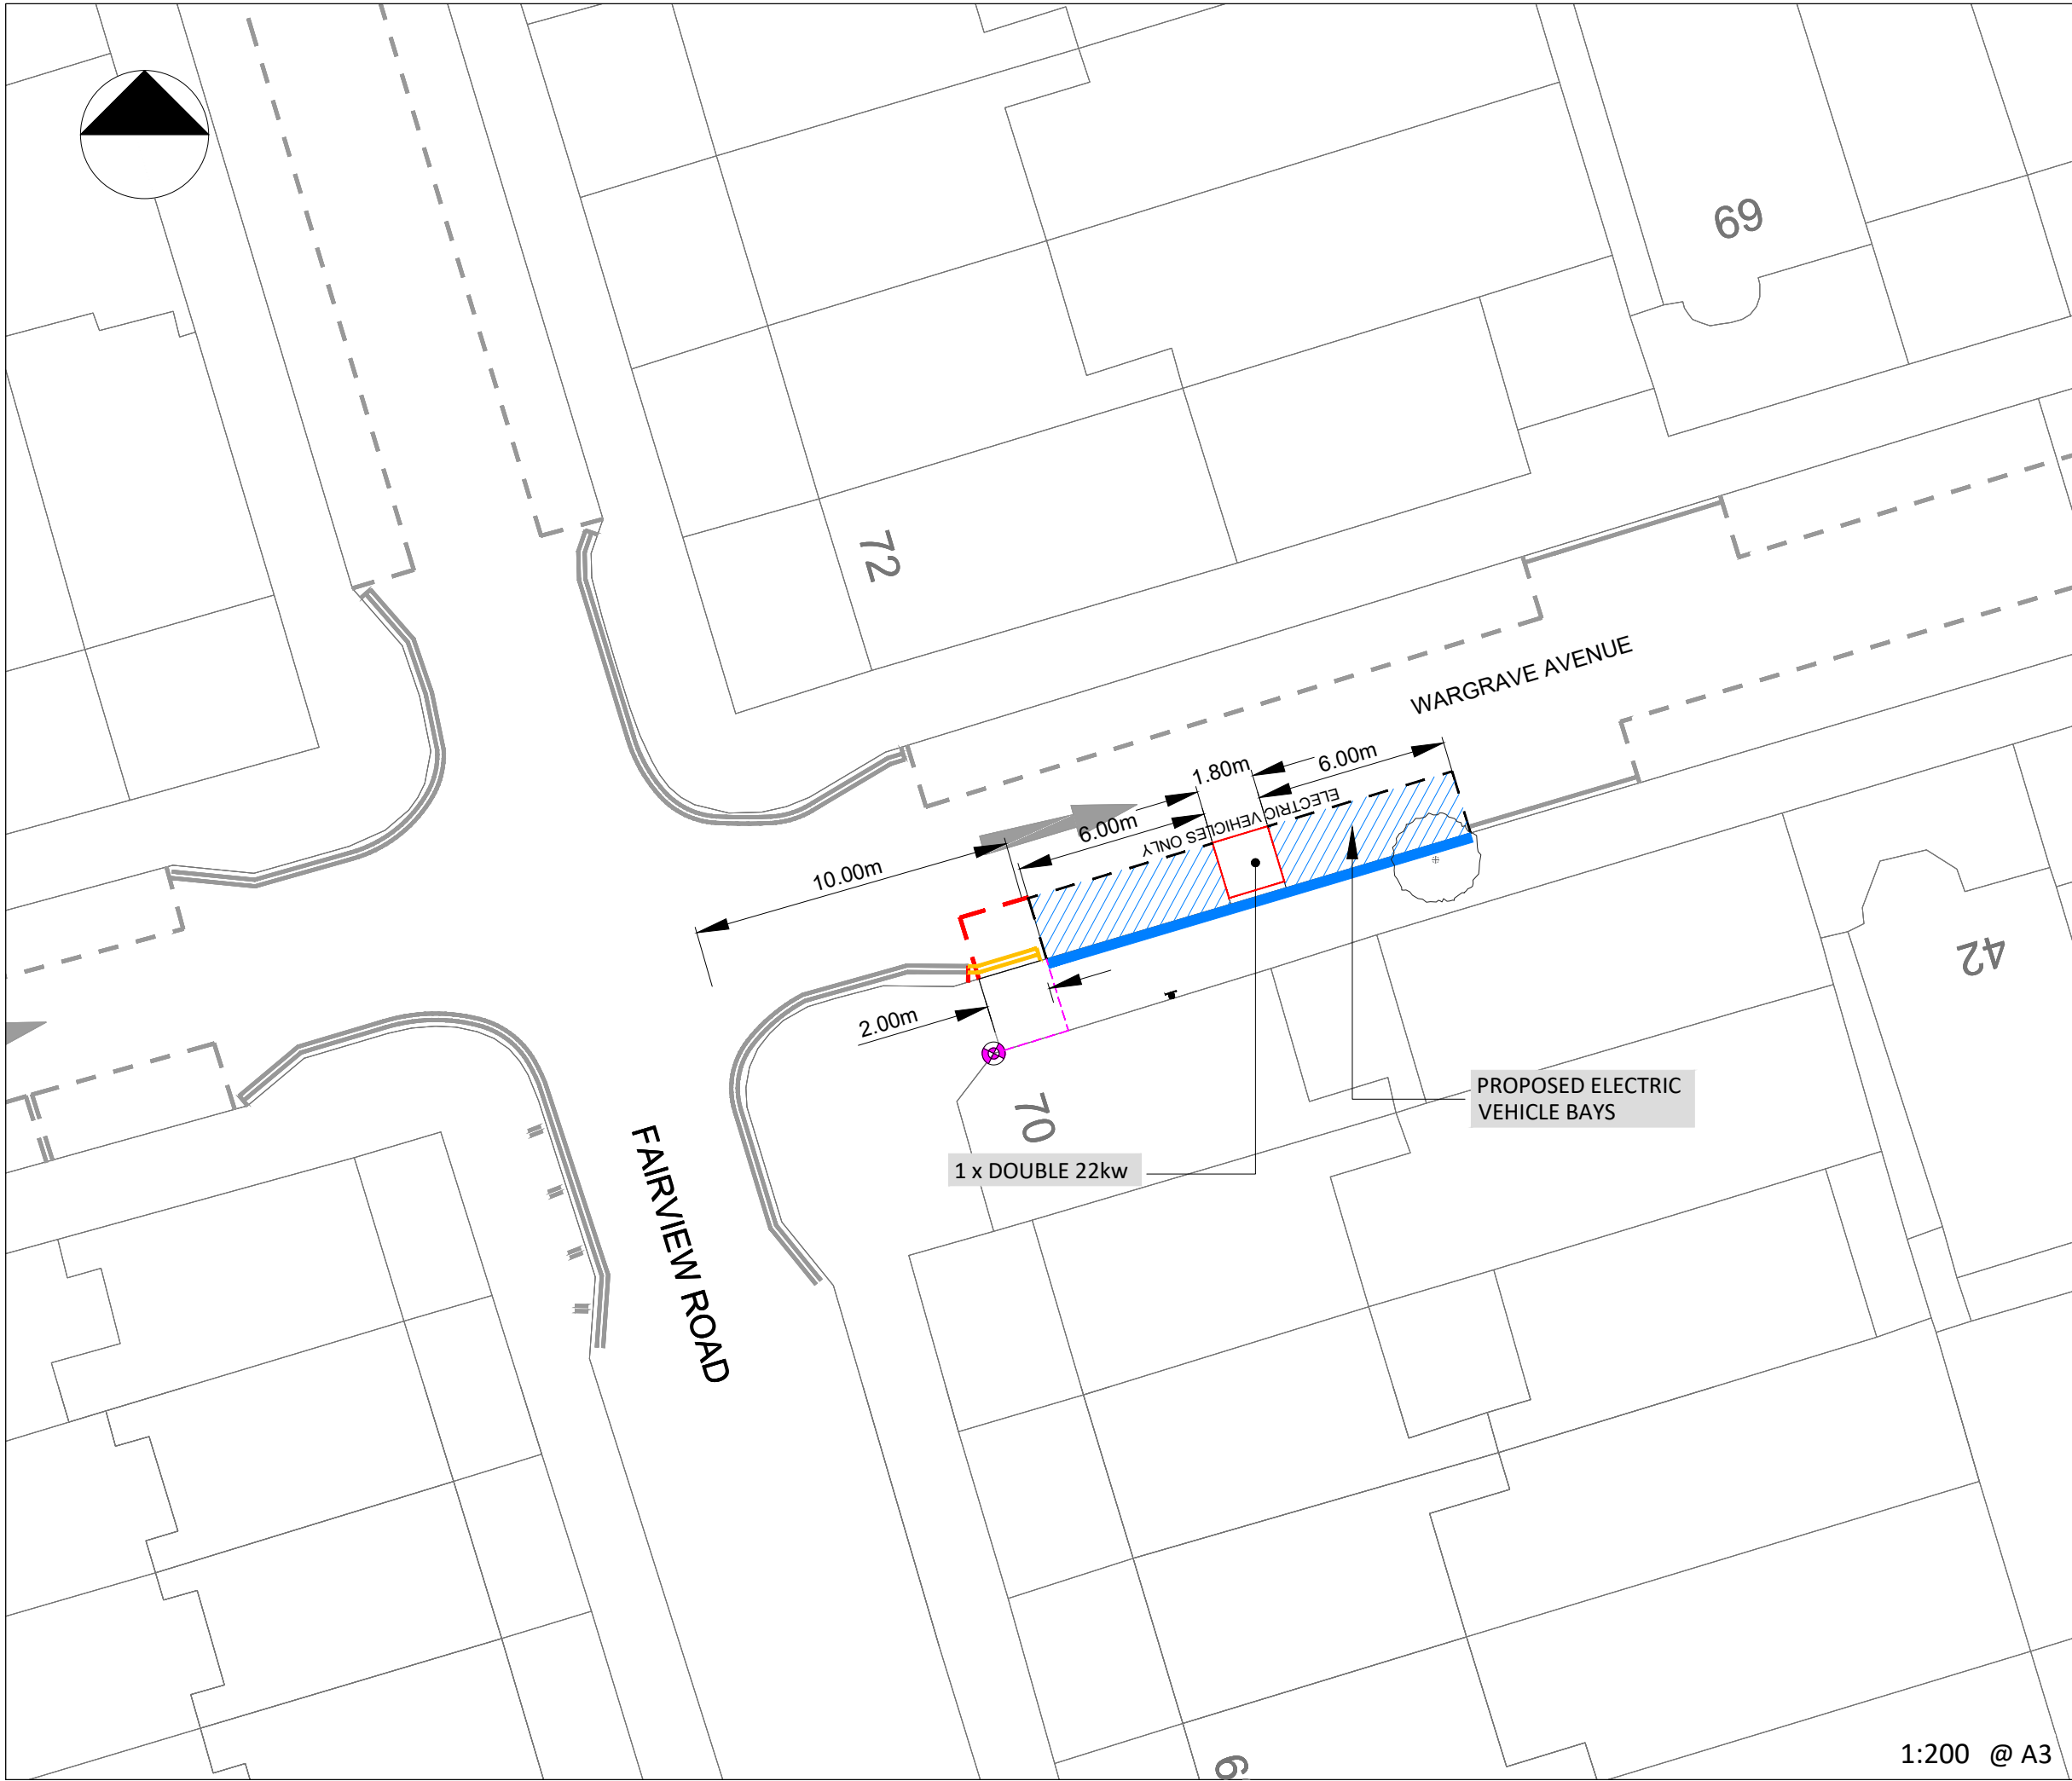 69
72
WARGRAVE AVENUE
1.80m
6.00m
ELECTRIC VEHICLES ONLY
6.00m
10.00m
42
2.00m
PROPOSED ELECTRIC
VEHICLE BAYS
70
1 x DOUBLE 22kw
FAIRVIEW ROAD
1:200 @ A3